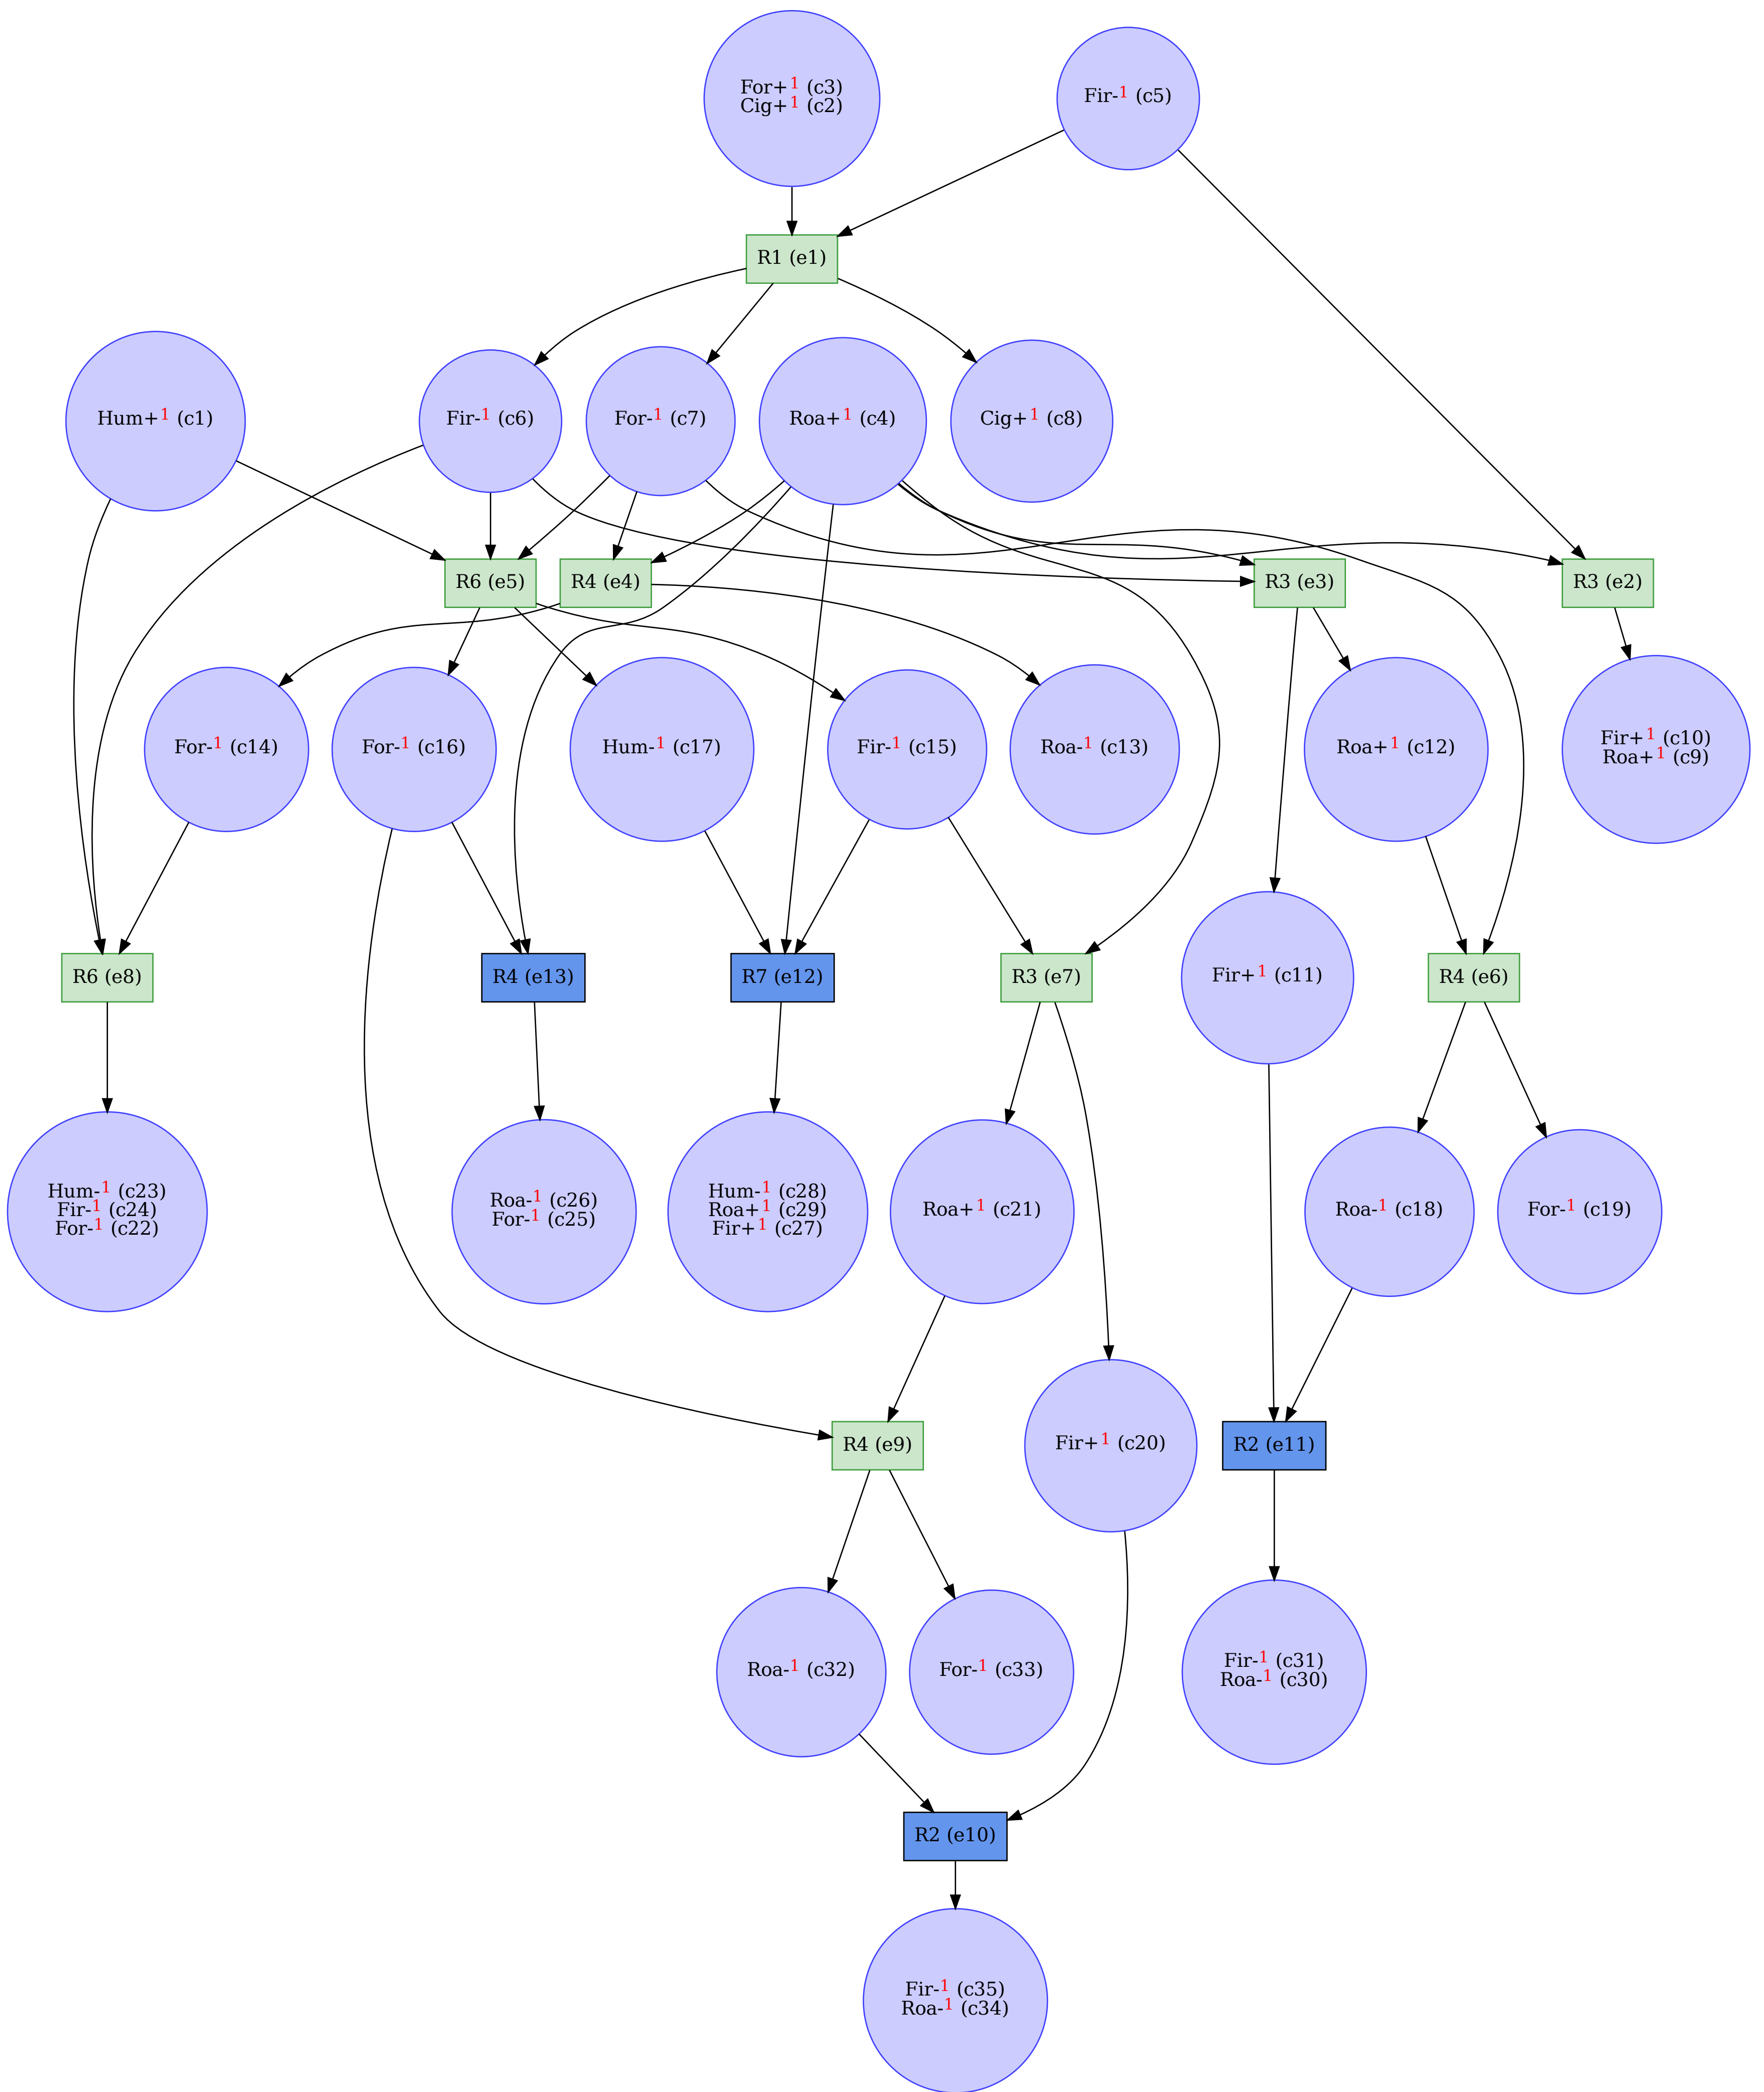 For+1 (c3)
Cig+1 (c2)
Fir-1 (c5)
R1 (e1)
Hum+1 (c1)
Fir-1 (c6)
For-1 (c7)
Roa+1 (c4)
Cig+1 (c8)
R6 (e5)
R4 (e4)
R3 (e3)
R3 (e2)
For-1 (c14)
For-1 (c16)
Hum-1 (c17)
Fir-1 (c15)
Roa-1 (c13)
Roa+1 (c12)
Fir+1 (c10)
Roa+1 (c9)
R6 (e8)
R4 (e13)
R7 (e12)
R3 (e7)
Fir+1 (c11)
R4 (e6)
Hum-1 (c23)
Fir-1 (c24)
For-1 (c22)
Roa-1 (c26)
For-1 (c25)
Hum-1 (c28)
Roa+1 (c29)
Fir+1 (c27)
Roa+1 (c21)
Roa-1 (c18)
For-1 (c19)
R4 (e9)
Fir+1 (c20)
R2 (e11)
Roa-1 (c32)
For-1 (c33)
Fir-1 (c31)
Roa-1 (c30)
R2 (e10)
Fir-1 (c35)
Roa-1 (c34)